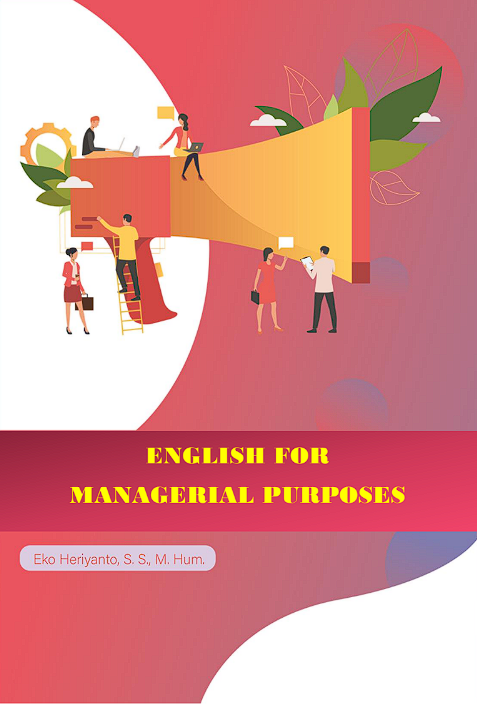 ENGLISH FOR
MANAGERIAL PURPOSES
Eko Heriyanto, S. S., M. Hum.